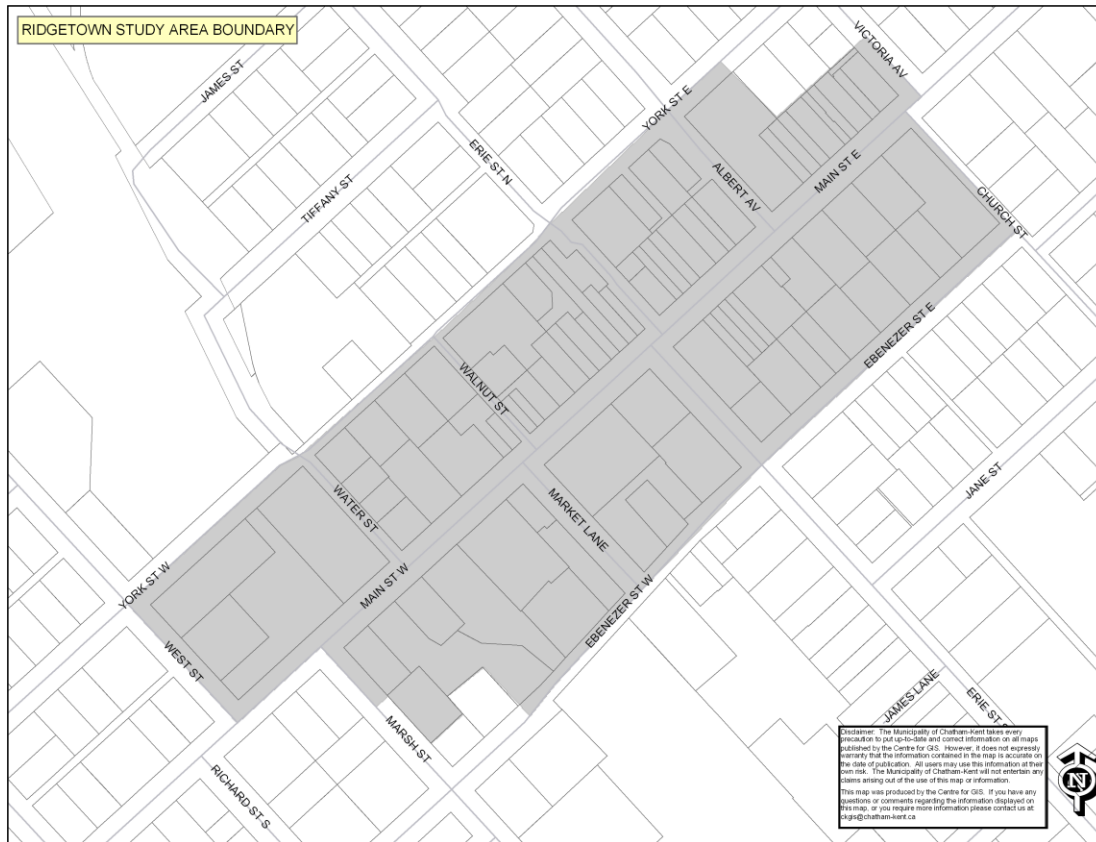 RIDGETOWN STUDY AREA BOUNDARY
VICTORIA AV
JAMES ST
YORK ST E
ERIE ST N
ALBERT AV
MAIN ST E
TIFFANY ST
CHURCH ST
EBENEZER ST E
WALNUT ST
JANE ST
WATER ST
MARKET LANE
MAIN ST W
YORK ST W
EBENEZER ST W
WEST ST
JAMES LANE
ERIE ST S
MARSH ST
RICHARD ST S
Disclaimer: The Municipality of Chatham-Kent takes every
precaution to put up-to-date and correct information on all maps
published by the Centre for GIS. However, it does not expressly
warranty that the information contained in the map is accurate on
the date of publication. All users may use this information at their
own risk. The Municipality of Chatham-Kent will not entertain any
claims arising out of the use of this map or information.
This map was produced by the Centre for GIS. If you have any
questions or comments regarding the information displayed on
this map, or you require more information please contact us at:
ckgis@chatham-kent.ca
N